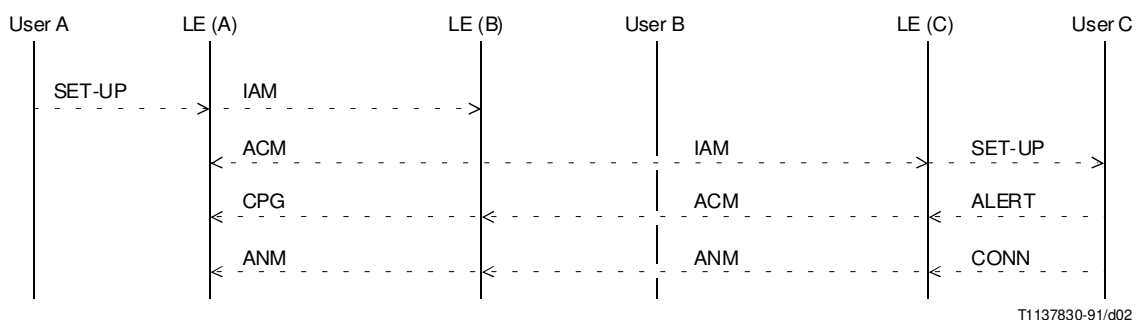 User A LE (A) LE (B) User B LE (C) User C
SET-UP IAM
ACM IAM SET-UP
CPG ACM ALERT
ANM ANM CONN
T1137830-91/d02